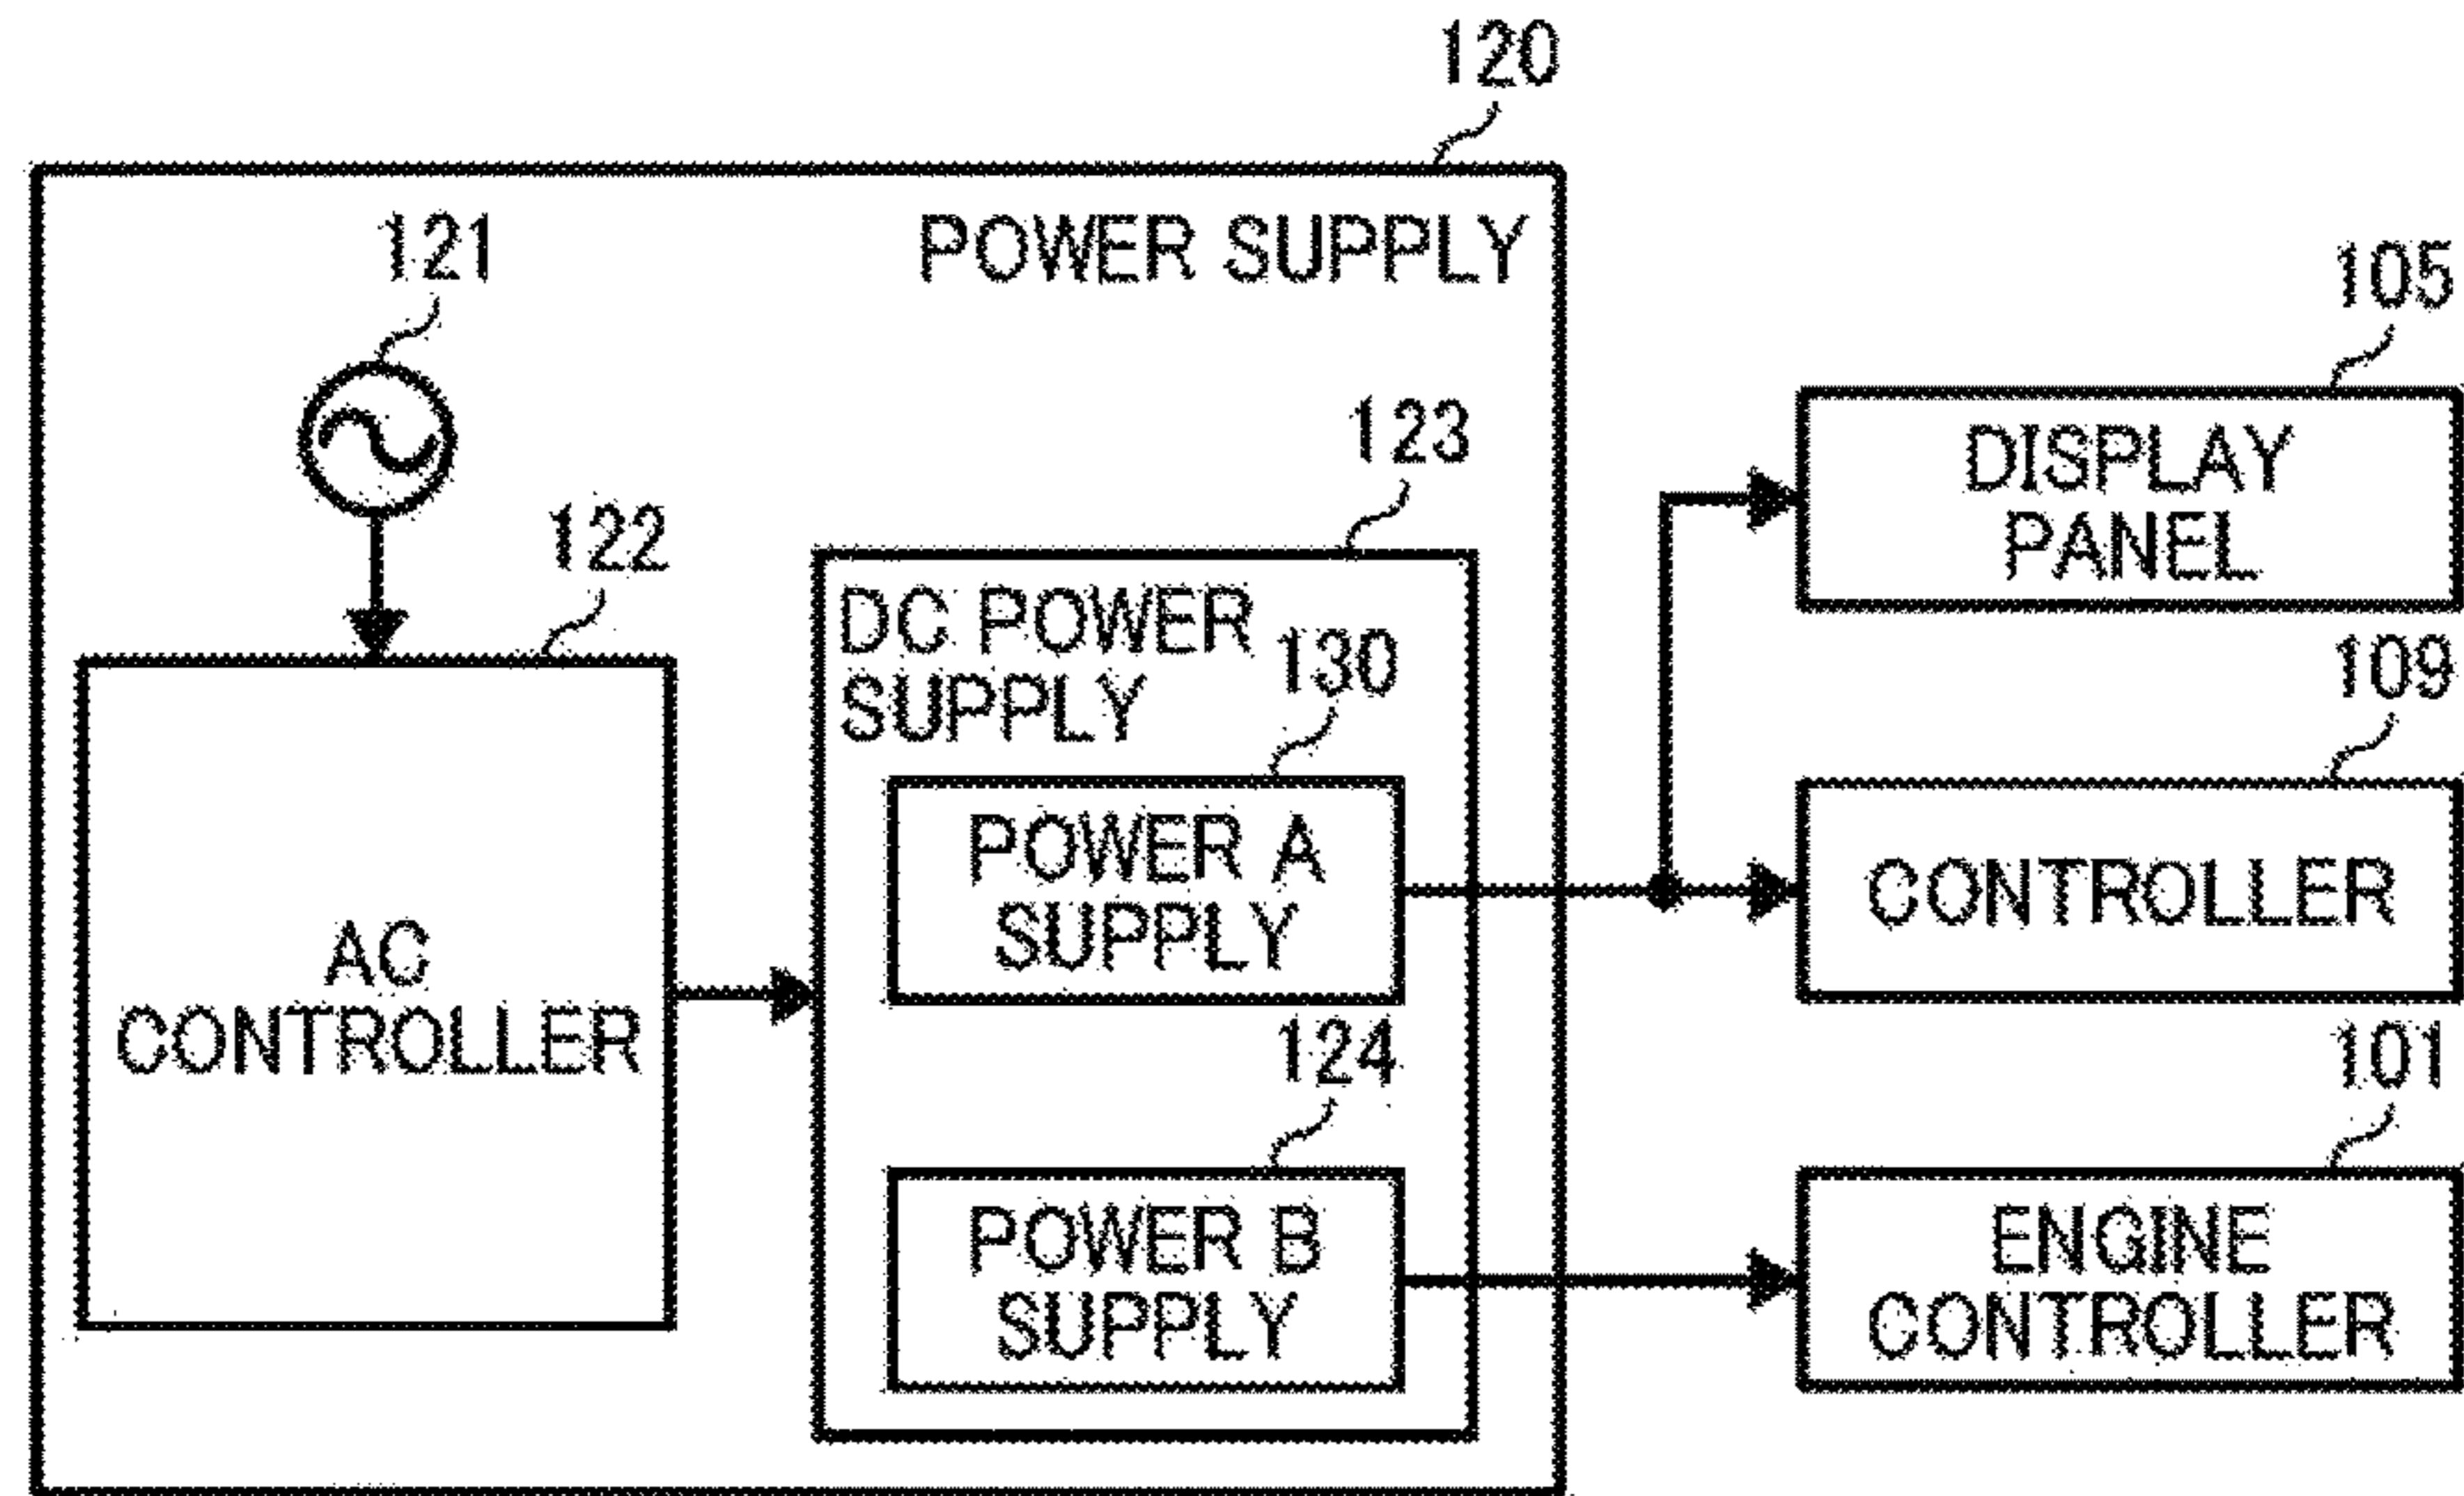 120
POWER SUPPLY
121
105
123
DISPLAY
PANEL
122
DC POWER
SUPPLY
130
109
POWER A
SUPPLY
CONTROLLER
AC
CONTROLLER
124
101
POWER B
SUPPLY
ENGINE
CONTROLLER